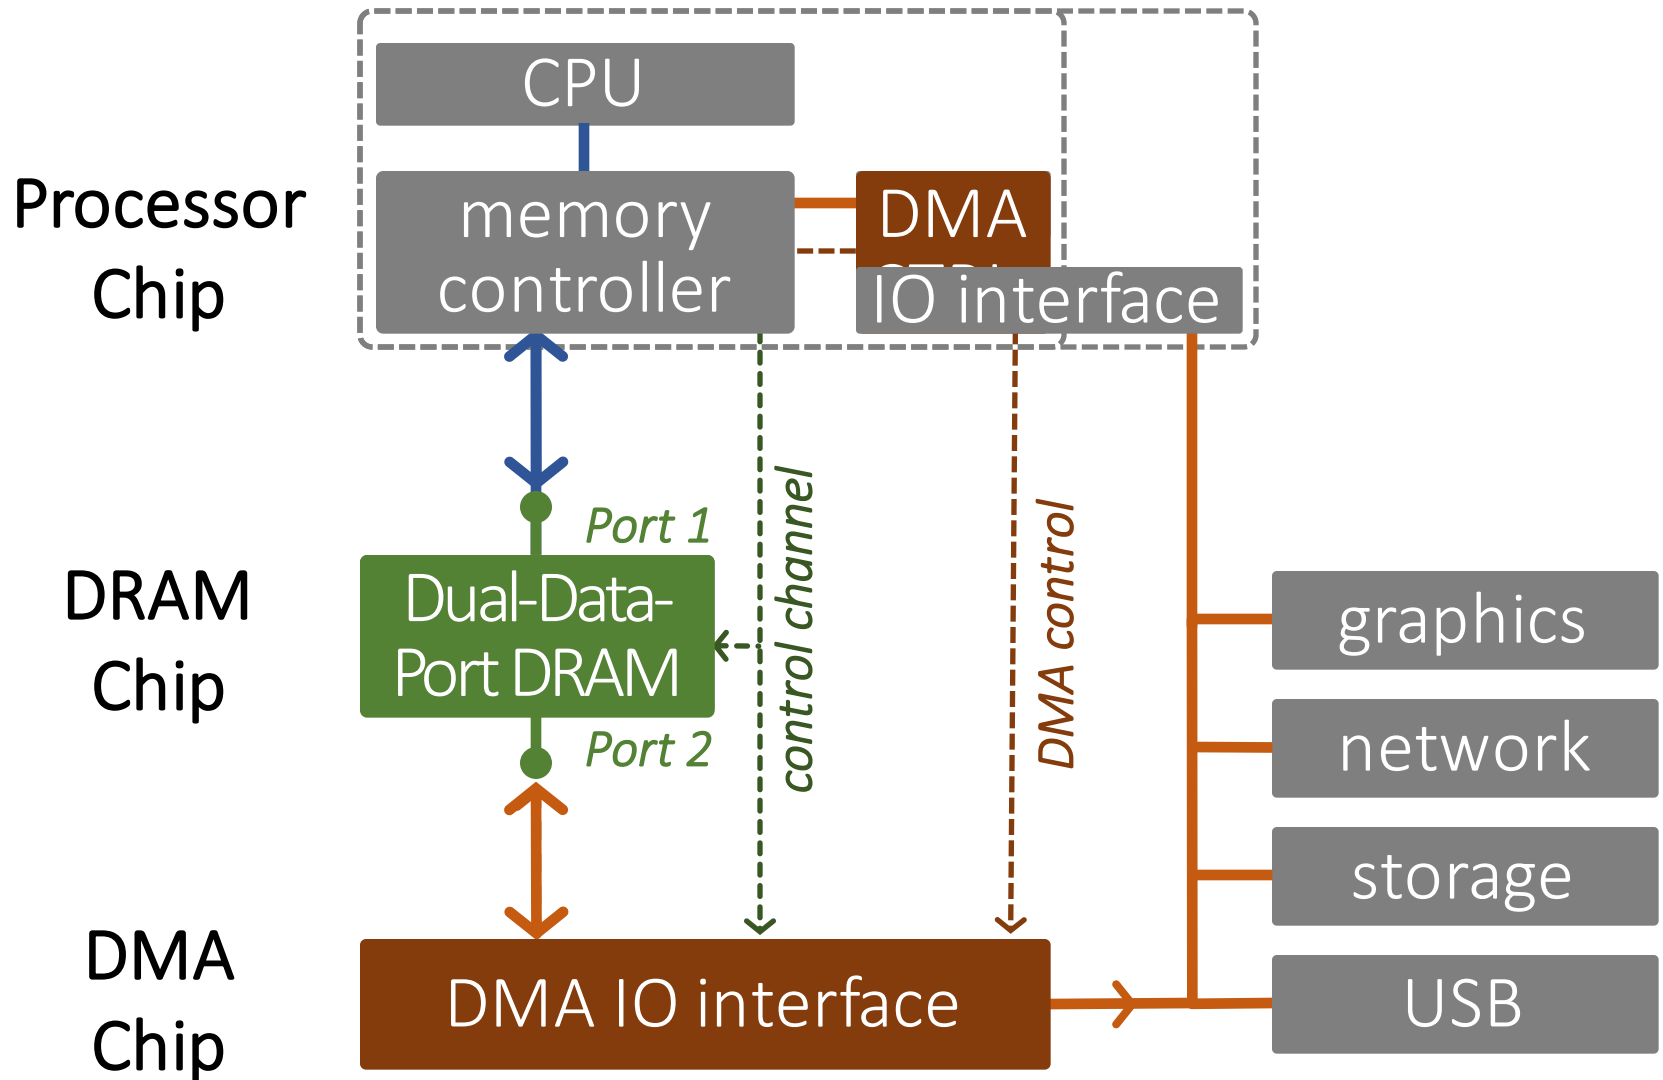 CPU
Processor
Chip
memory
controller
DMA
IO interface
Port 1
control channel
DMA control
DRAM
Chip
Dual-Data-
Port DRAM
Port 2
graphics
network
storage
USB
DMA
Chip
DMA IO interface